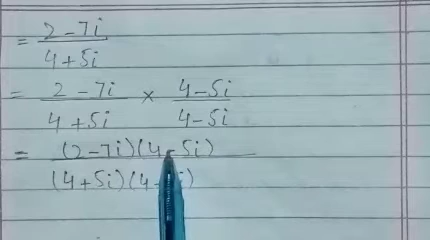 = (2-7i)/(4+5i)
= (2-7i)/(4+5i) × (4-5i)/(4-5i)
= (2-7i)(4-5i)/(4+5i)(4- i)